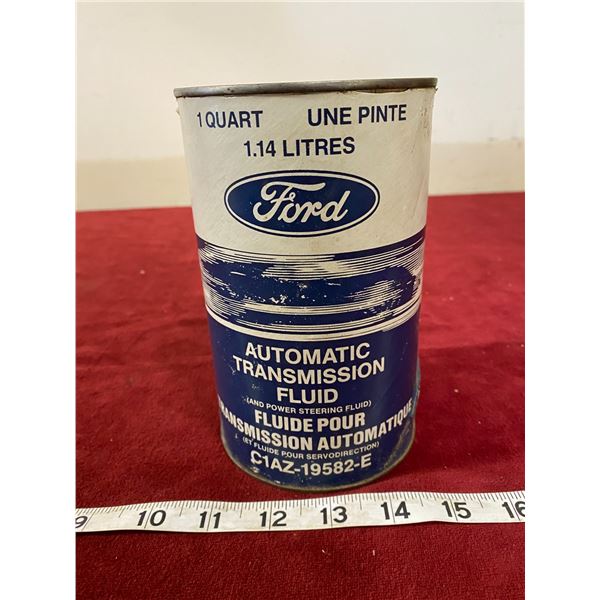 1 QUART UNE PINTE
1.14 LITRES
Ford
AUTOMATIC
TRANSMISSION
FLUID
(AND POWER STEERING FLUID)
FLUIDE POUR
RANSMISSION AUTOMATIQUE
(ET FLUIDE POUR SERVODIRECTION)
C1AZ-19582-E
9 10 11 12 13 14 15 16